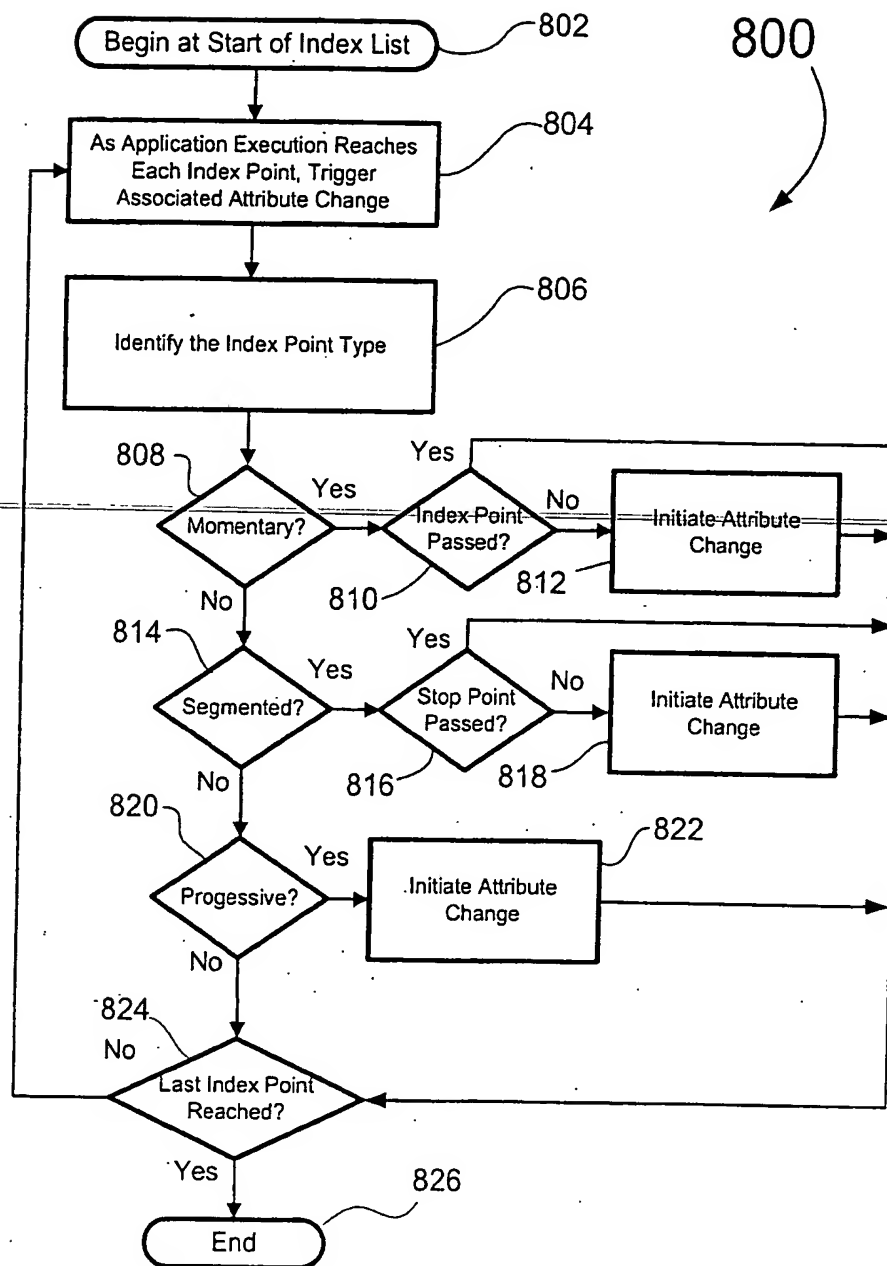 Begin at Start of Index List
802
800
As Application Execution Reaches
Each Index Point, Trigger
Associated Attribute Change
804
Identify the Index Point Type
806
808
Momentary?
Yes
No
Index Point
Passed?
810
Yes
No
Initiate Attribute
Change
812
814
Segmented?
Yes
No
Stop Point
Passed?
816
Yes
No
Initiate Attribute
Change
818
820
Progessive?
Yes
No
Initiate Attribute
Change
822
824
No
Last Index Point
Reached?
Yes
826
End